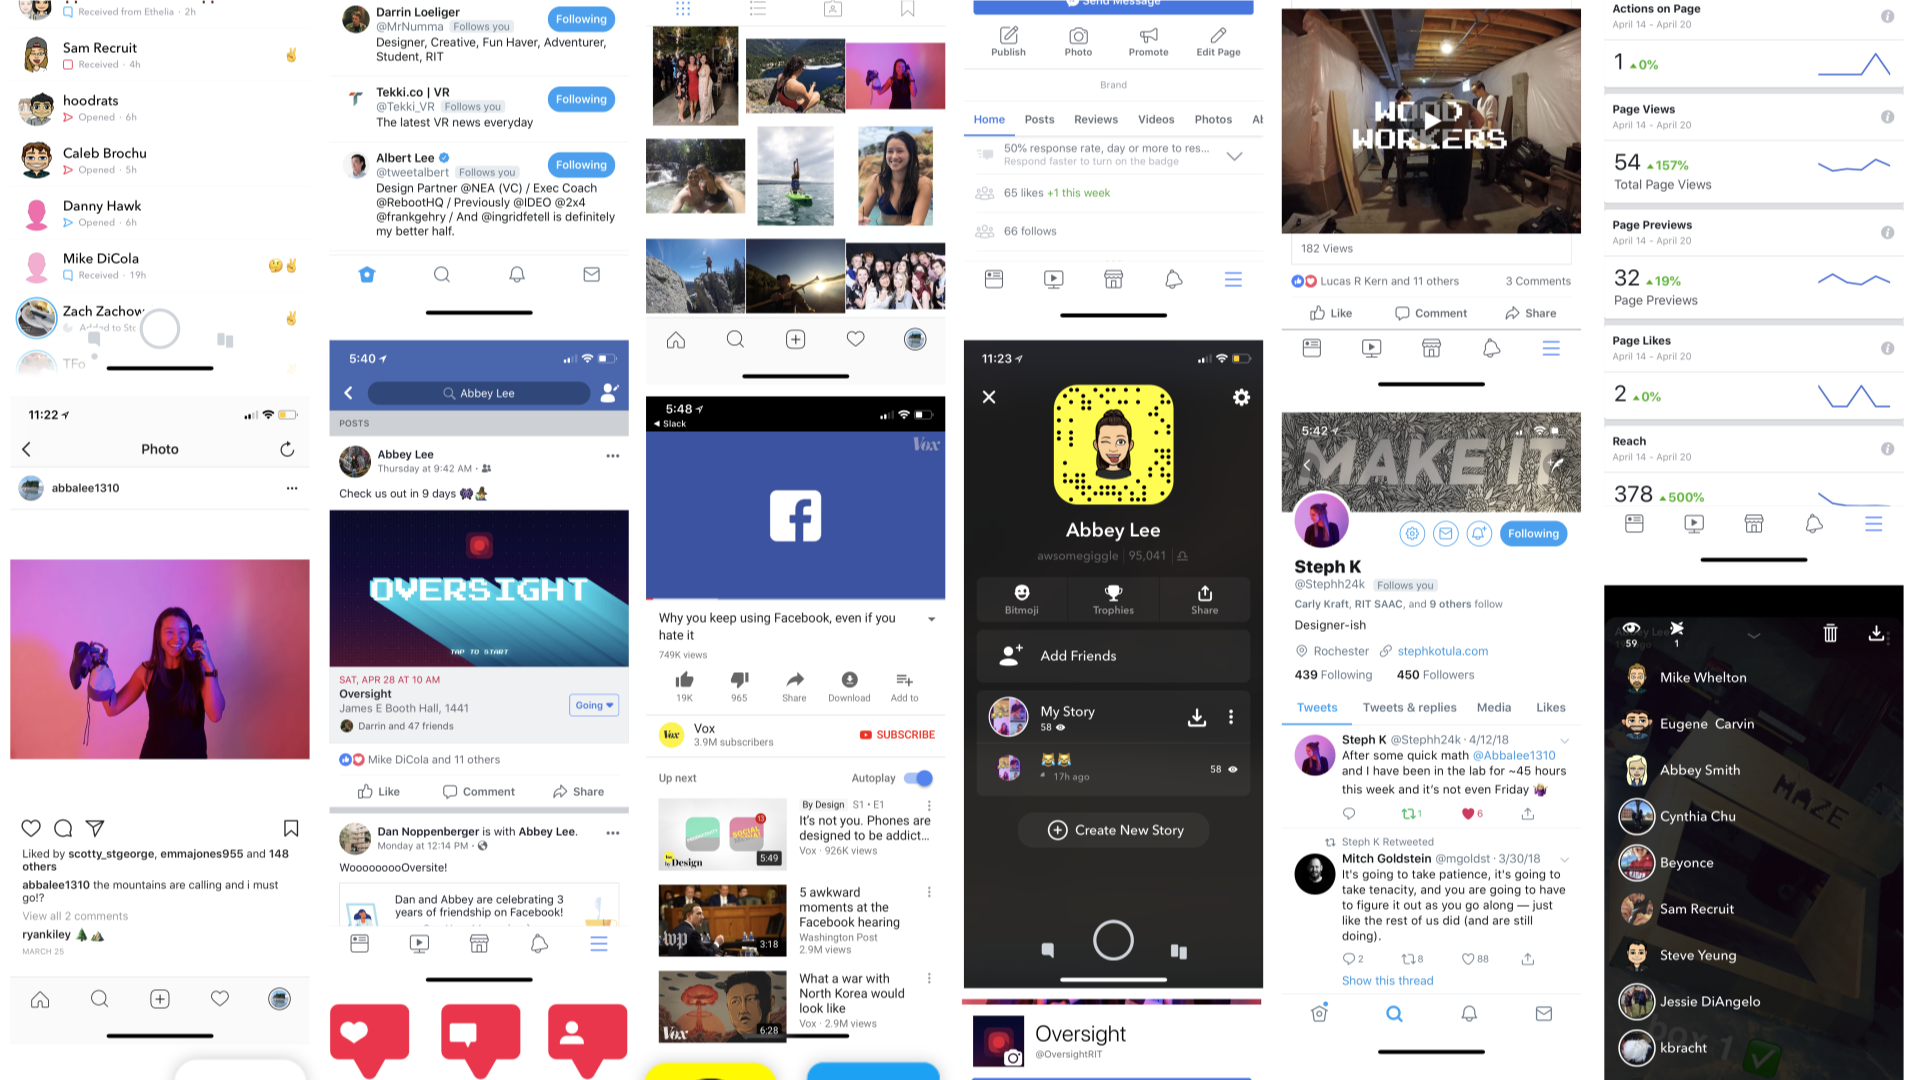 Received from Ethelia · 2h
Sam Recruit
Received · 4h
hoodrats
Opened · 6h
Caleb Brochu
Opened · 5h
Danny Hawk
Opened · 6h
Mike DiCola
Received · 19h
Zach Zachow
Added to Sto
TFo
11:22
Photo
abbalee1310
Liked by scotty_stgeorge, emmajones955 and 148
others
abbalee1310 the mountains are calling and i must
go!?
View all 2 comments
ryankiley
MARCH 25
Darrin Loeliger
@MrNumma Follows you
Following
Designer, Creative, Fun Haver, Adventurer,
Student, RIT
Tekki.co | VR
@Tekki_VR Follows you
Following
The latest VR news everyday
Albert Lee
@tweetalbert Follows you
Following
Design Partner @NEA (VC) / Exec Coach
@RebootHQ / Previously @IDEO @2x4
@frankgehry / And @ingridfetell is definitely
my better half.
5:40
Abbey Lee
POSTS
Abbey Lee
Thursday at 9:42 AM ·
Check us out in 9 days
OVERSIGHT
TAP TO START
SAT, APR 28 AT 10 AM
Oversight
James E Booth Hall, 1441
Going
Darrin and 47 friends
Mike DiCola and 11 others
Like Comment Share
Dan Noppenberger is with Abbey Lee.
Monday at 12:14 PM ·
WooooooooOversite!
Dan and Abbey are celebrating 3
years of friendship on Facebook!
5:48
Slack
Vox
Why you keep using Facebook, even if you
hate it
749K views
19K 965 Share Download Add to
Vox
Vox
3.9M subscribers
SUBSCRIBE
Up next Autoplay
By Design S1 · E1
It's not you. Phones are
designed to be addict...
Vox · 926K views
SOCIAL
13
by Design
5:49
5 awkward
moments at the
Facebook hearing
Washington Post
2.9M views
wp
3:18
What a war with
North Korea would
look like
Vox · 2.9M views
Vox
6:28
Send Message
Publish Photo Promote Edit Page
Brand
Home Posts Reviews Videos Photos Al
50% response rate, day or more to res...
Respond faster to turn on the badge
65 likes +1 this week
66 follows
11:23
Abbey Lee
awsomegiggle | 95,041 |
Bitmoji Trophies Share
Add Friends
My Story
58
17h ago
58
Create New Story
Oversight
@OversightRIT
WOOD
WORKERS
182 Views
Lucas R Kern and 11 others 3 Comments
Like Comment Share
5:42
MAKE IT
Following
Steph K
@Stephh24k Follows you
Carly Kraft, RIT SAAC, and 9 others follow
Designer-ish
Rochester stephkotula.com
439 Following 450 Followers
Tweets Tweets & replies Media Likes
Steph K @Stephh24k · 4/12/18
After some quick math @Abbalee1310
and I have been in the lab for ~45 hours
this week and it's not even Friday
1 6
Steph K Retweeted
Mitch Goldstein @mgoldst · 3/30/18
It's going to take patience, it's going to
take tenacity, and you are going to have
to figure it out as you go along — just
like the rest of us did (and are still
doing).
2 8 88
Show this thread
Actions on Page
April 14 - April 20
1 0%
Page Views
April 14 - April 20
54 157%
Total Page Views
Page Previews
April 14 - April 20
32 19%
Page Previews
Page Likes
April 14 - April 20
2 0%
Reach
April 14 - April 20
378 500%
Abbey Lee
59 1
Mike Whelton
Eugene Carvin
Abbey Smith
MAZE
Cynthia Chu
Beyonce
Sam Recruit
Steve Yeung
Jessie DiAngelo
kbracht